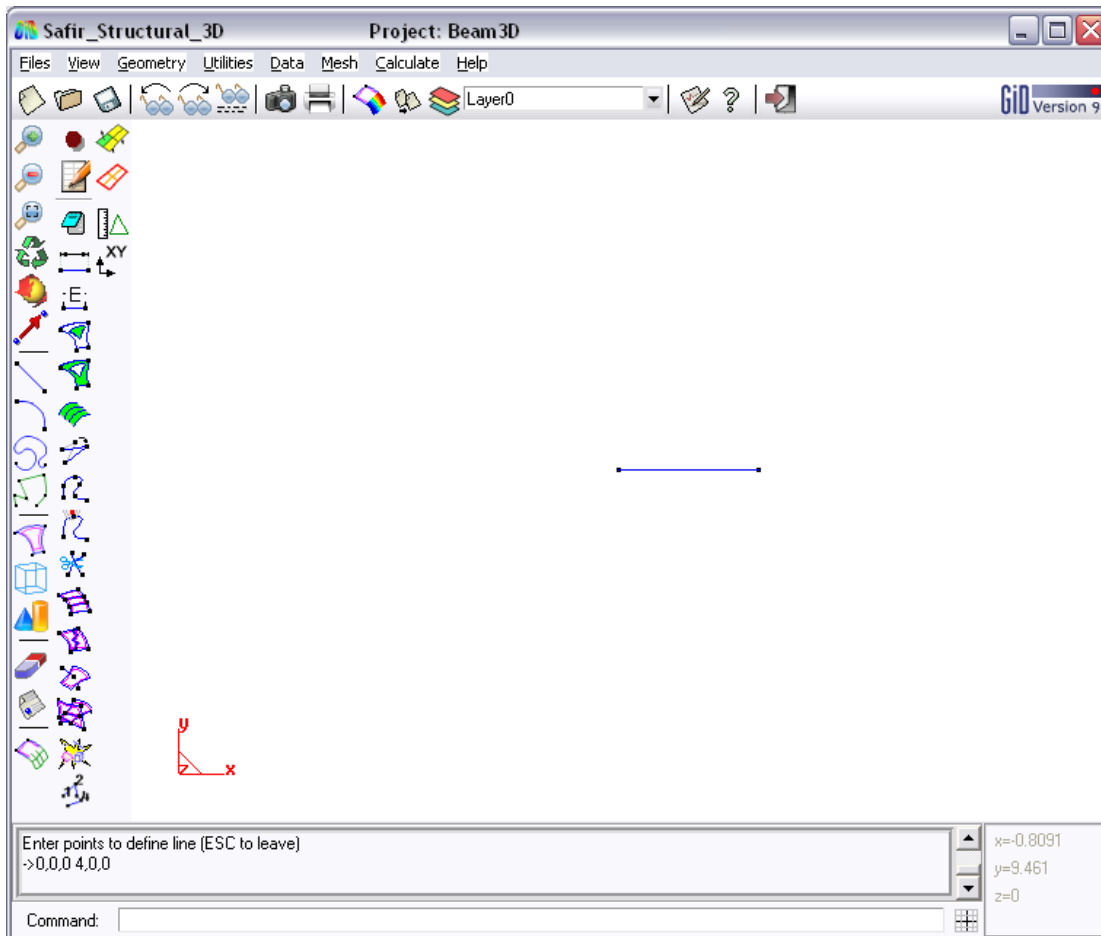 Safir_Structural_3D Project: Beam3D
Files View Geometry Utilities Data Mesh Calculate Help
Layer0
GiD Version 9
XY
E
2
y
z x
Enter points to define line (ESC to leave)
->0,0,0 4,0,0
x=-0.8091
y=9.461
z=0
Command: